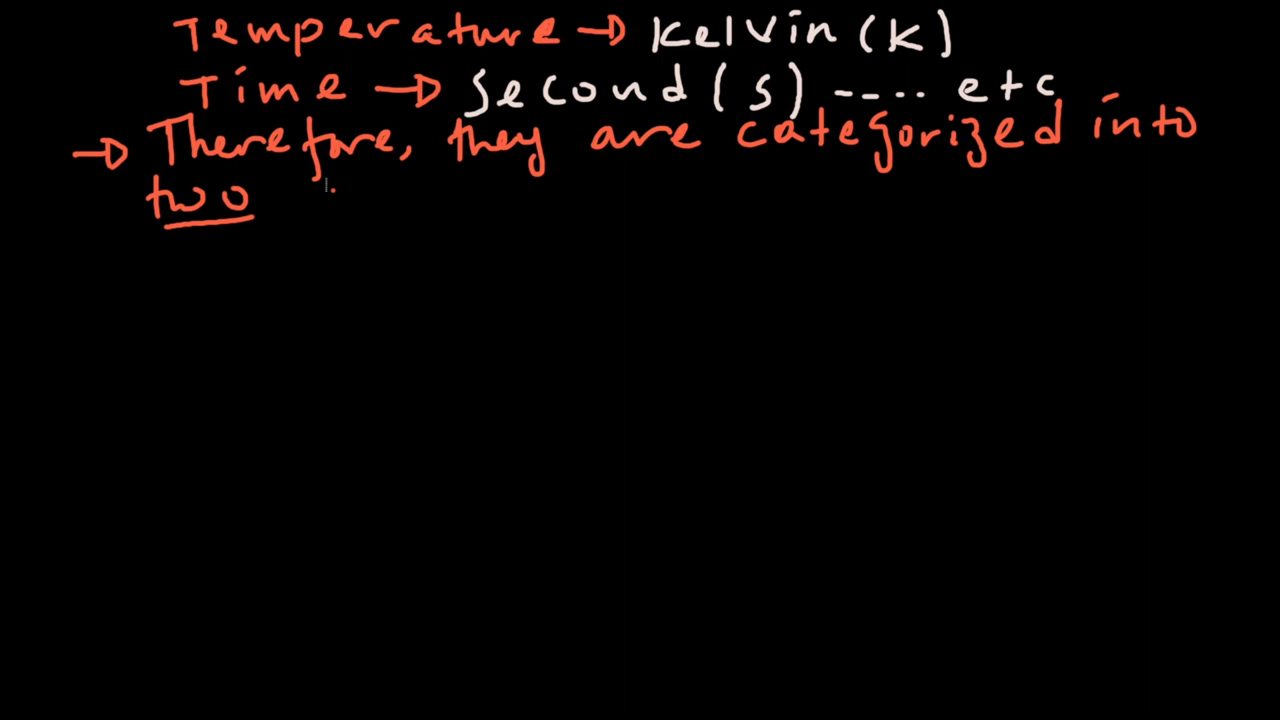 Temperature → Kelvin (K)
Time → Second (s) ---.. etc
→ Therefore, they are categorized into
two